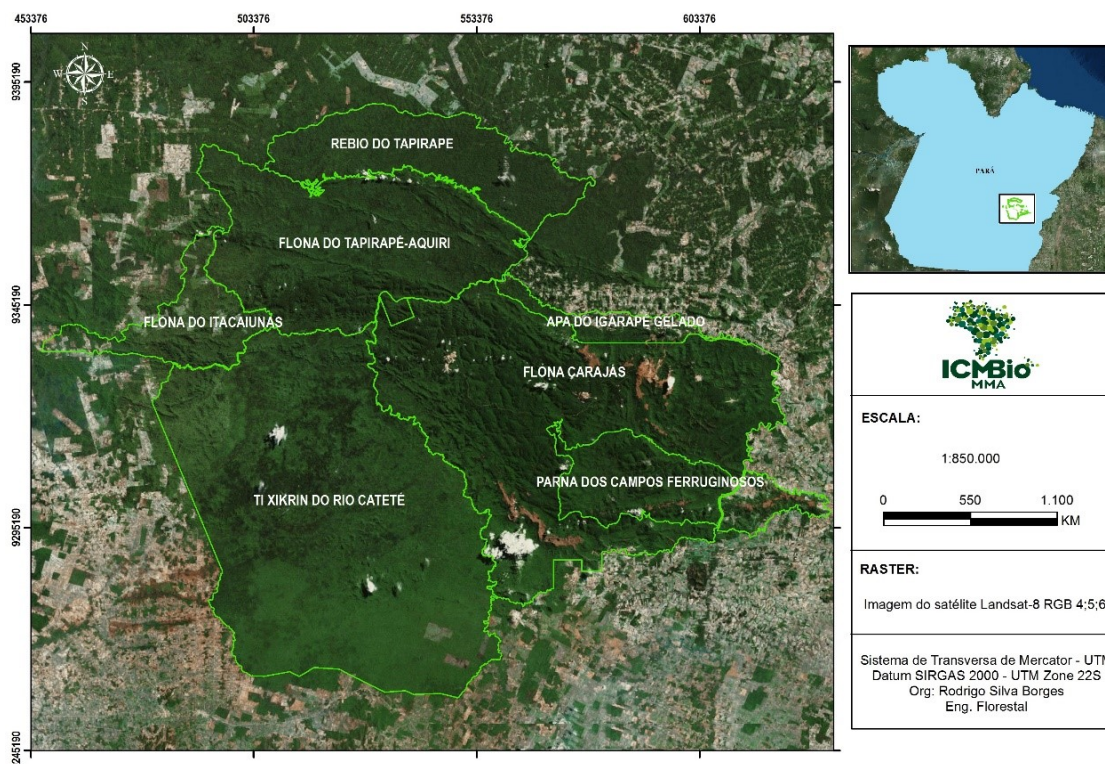 453376
503376
553376
603376
9395190
9345190
9295190
245190
N
W
E
S
REBIO DO TAPIRAPE
FLONA DO TAPIRAPÉ-AQUIRI
FLONA DO ITACAIUNAS
APA DO IGARAPE GELADO
FLONA CARAJAS
PARNA DOS CAMPOS FERRUGINOSOS
TI XIKRIN DO RIO CATETÉ
PARÁ
ICMBio
MMA
ESCALA:
1:850.000
0 550 1.100
KM
RASTER:
Imagem do satélite Landsat-8 RGB 4;5;6
Sistema de Transversa de Mercator - UTM
Datum SIRGAS 2000 - UTM Zone 22S
Org: Rodrigo Silva Borges
Eng. Florestal